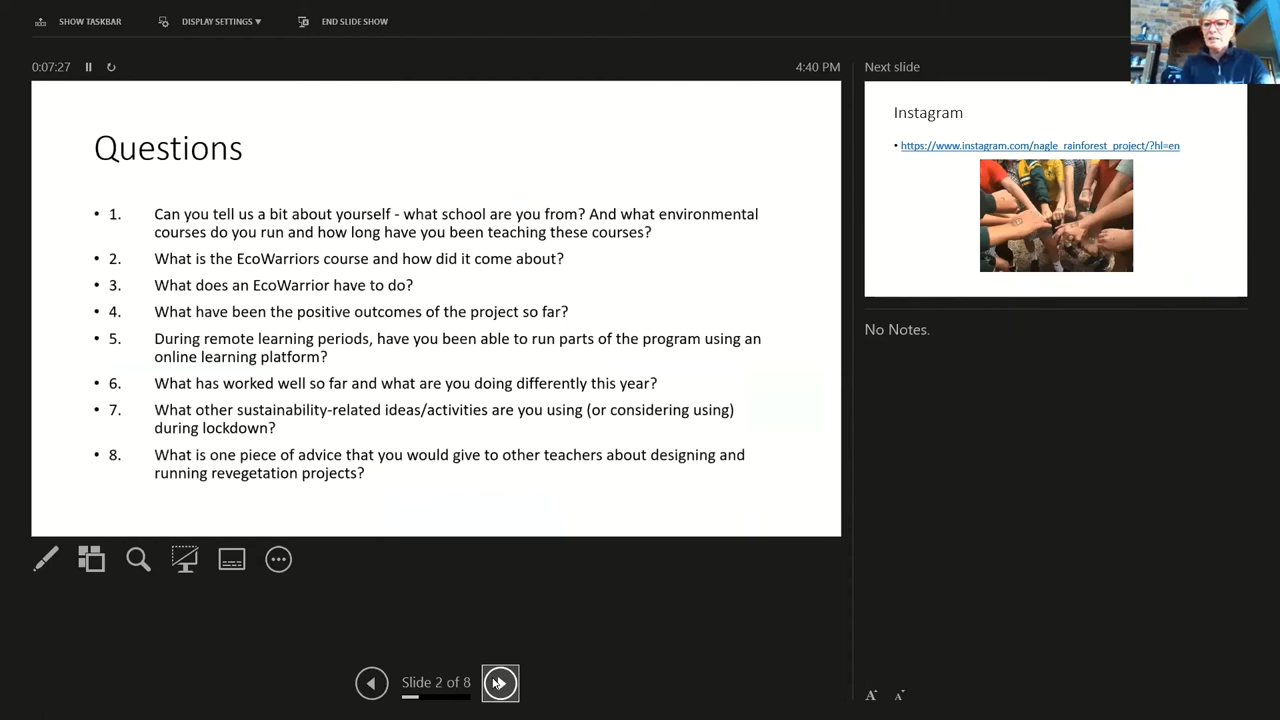 SHOW TASKBAR
DISPLAY SETTINGS ▼
END SLIDE SHOW
0:07:27
4:40 PM
Questions
• 1. Can you tell us a bit about yourself - what school are you from? And what environmental
courses do you run and how long have you been teaching these courses?
• 2. What is the EcoWarriors course and how did it come about?
• 3. What does an EcoWarrior have to do?
• 4. What have been the positive outcomes of the project so far?
• 5. During remote learning periods, have you been able to run parts of the program using an
online learning platform?
• 6. What has worked well so far and what are you doing differently this year?
• 7. What other sustainability-related ideas/activities are you using (or considering using)
during lockdown?
• 8. What is one piece of advice that you would give to other teachers about designing and
running revegetation projects?
Slide 2 of 8
Next slide
Instagram
• https://www.instagram.com/nagle_rainforest_project/?hl=en
No Notes.
A A